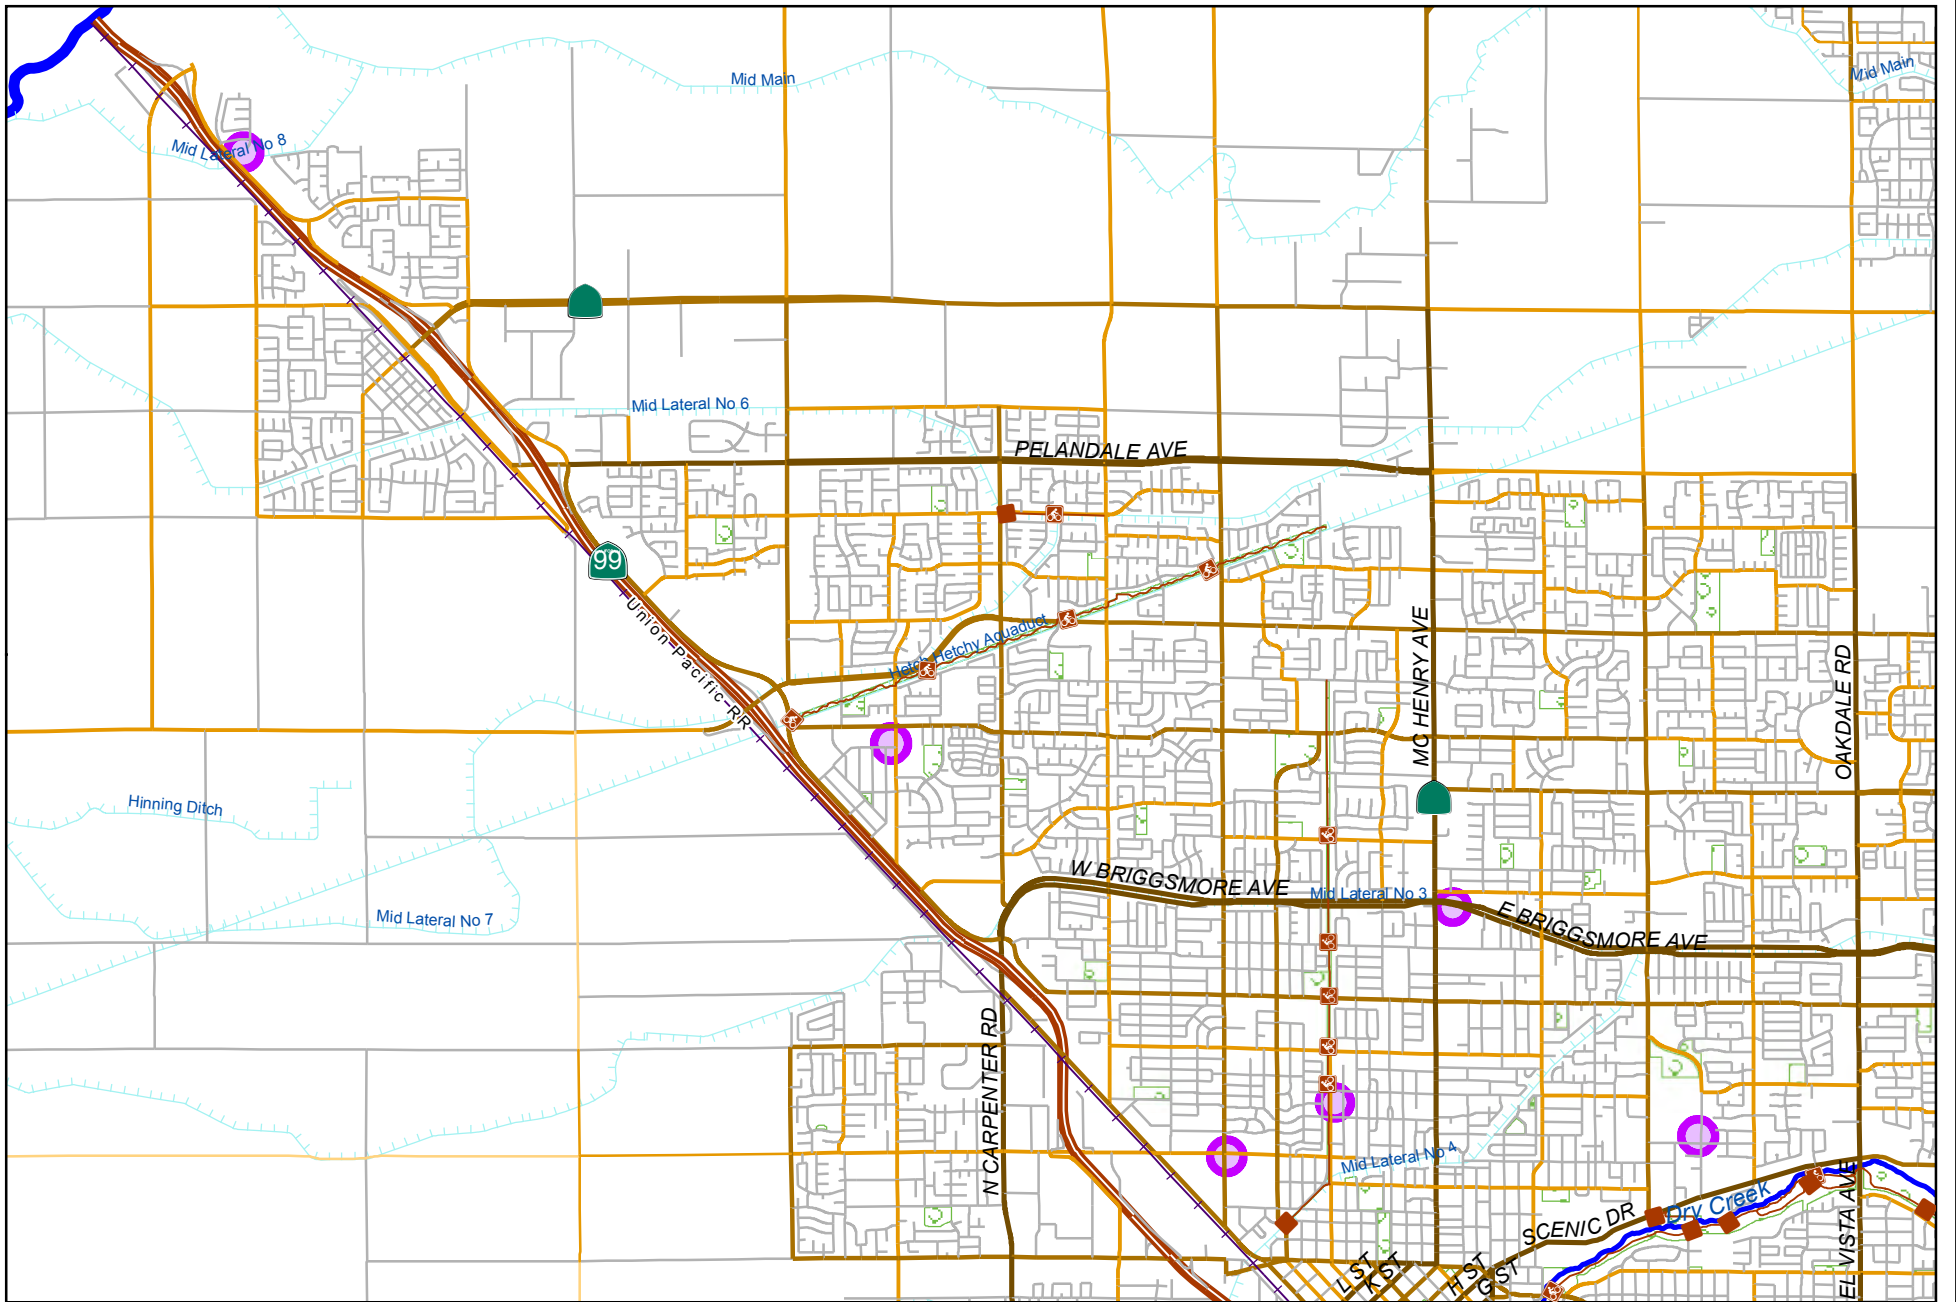 Mid Main
Mid Main
Mid Lateral No 8
Mid Lateral No 6
PELANDALE AVE
99
Union Pacific RR
Hetch Hetchy Aquaduct
MC HENRY AVE
OAKDALE RD
Hinning Ditch
W BRIGGSMORE AVE
Mid Lateral No 3
E BRIGGSMORE AVE
Mid Lateral No 7
N CARPENTER RD
Mid Lateral No 4
SCENIC DR
Dry Creek
EL VISTA AVE
L ST
K ST
H ST
G ST